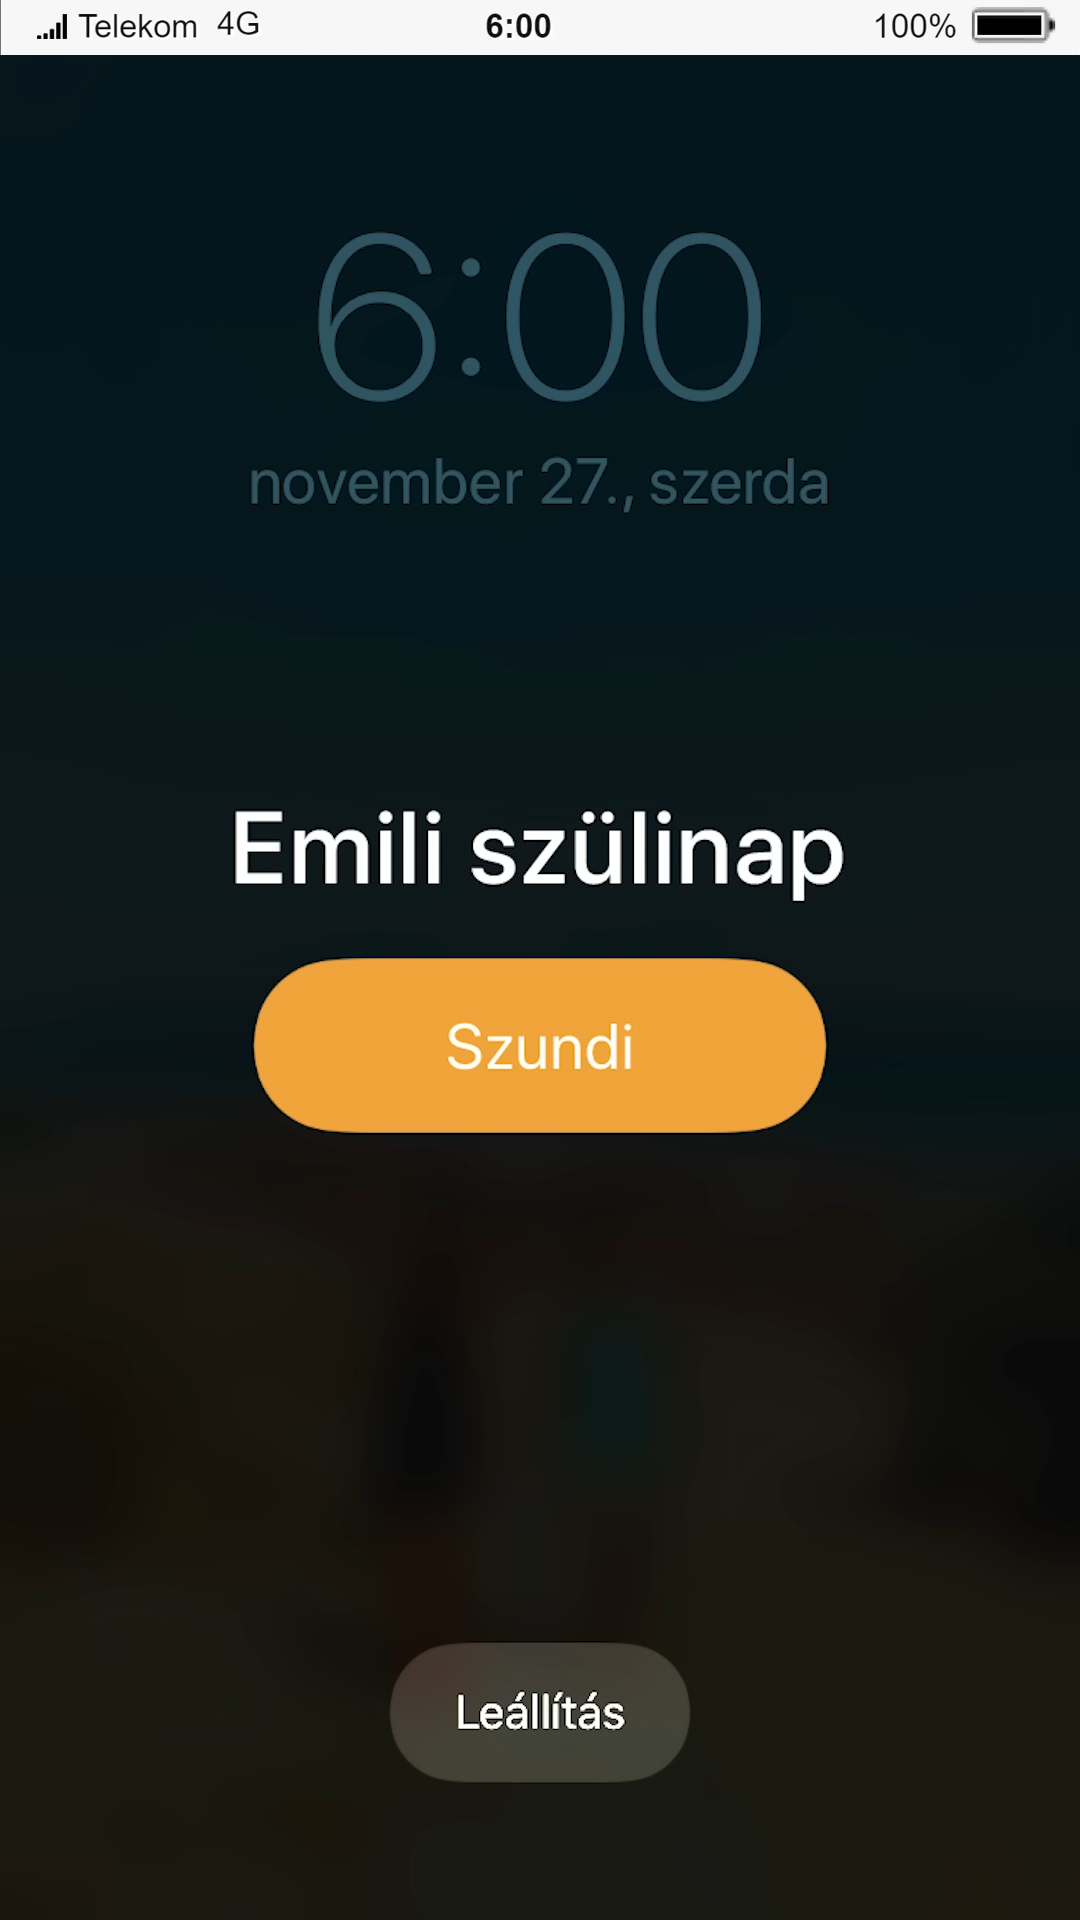 Telekom 4G 6:00 100%
6:00
november 27., szerda
Emili szülinap
Szundi
Leállítás